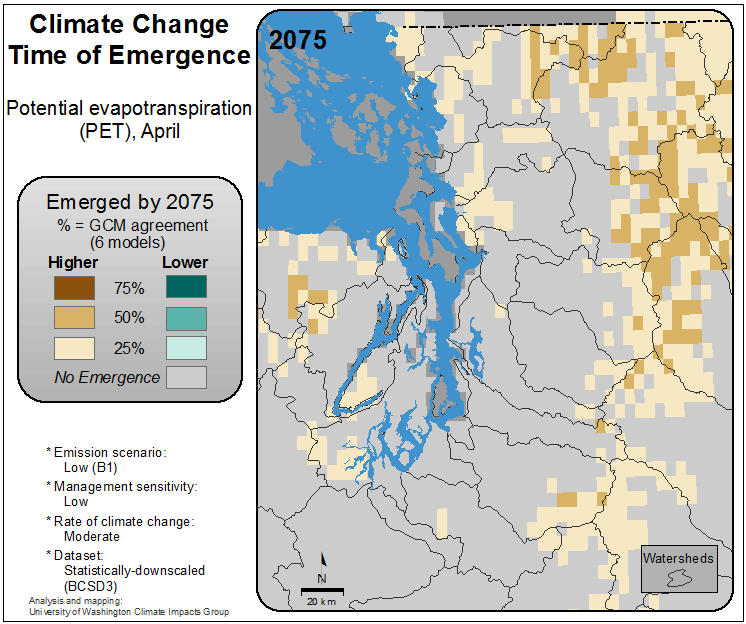 Climate Change
Time of Emergence
Potential evapotranspiration
(PET), April
Emerged by 2075
% = GCM agreement
(6 models)
Higher Lower
75%
50%
25%
No Emergence
* Emission scenario:
Low (B1)
* Management sensitivity:
Low
* Rate of climate change:
Moderate
* Dataset:
Statistically-downscaled
(BCSD3)
Analysis and mapping:
University of Washington Climate Impacts Group
2075
N
20 km
Watersheds